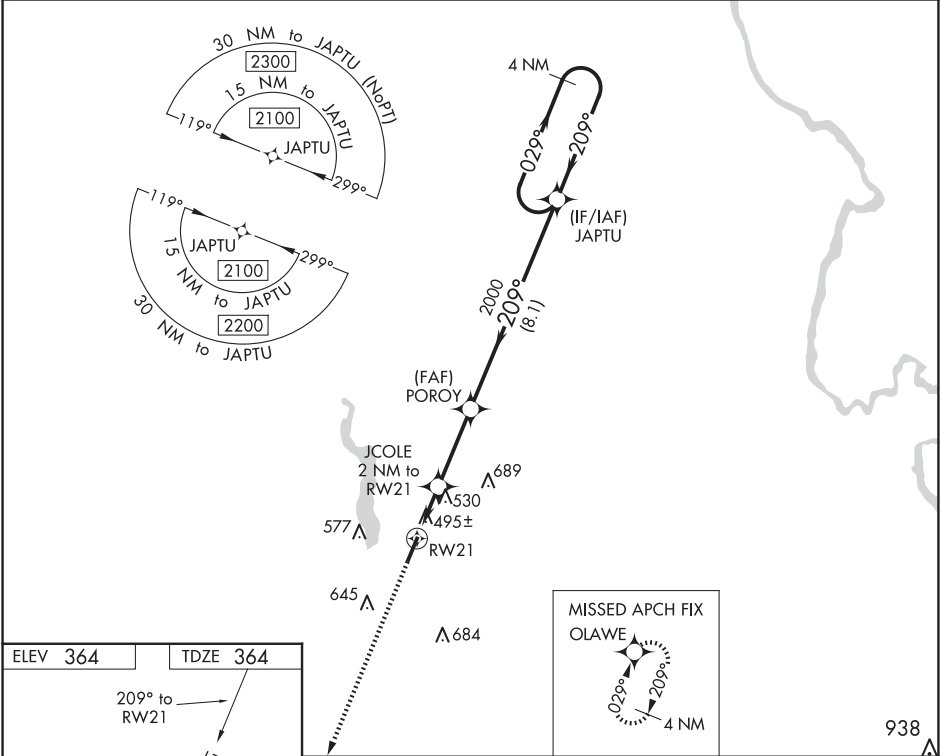 30 NM to JAPTU (NoPT)
2300
15 NM to JAPTU
2100
119°
JAPTU
299°
119°
JAPTU
299°
2100
15 NM to JAPTU
2200
30 NM to JAPTU
4 NM
029°
209°
(IF/IAF)
JAPTU
2000
209°
(8.1)
(FAF)
POROY
JCOLE
2 NM to
RW21
689
530
495±
577
RW21
645
684
MISSED APCH FIX
OLAWE
029°
209°
4 NM
938
ELEV 364
TDZE 364
209° to
RW21